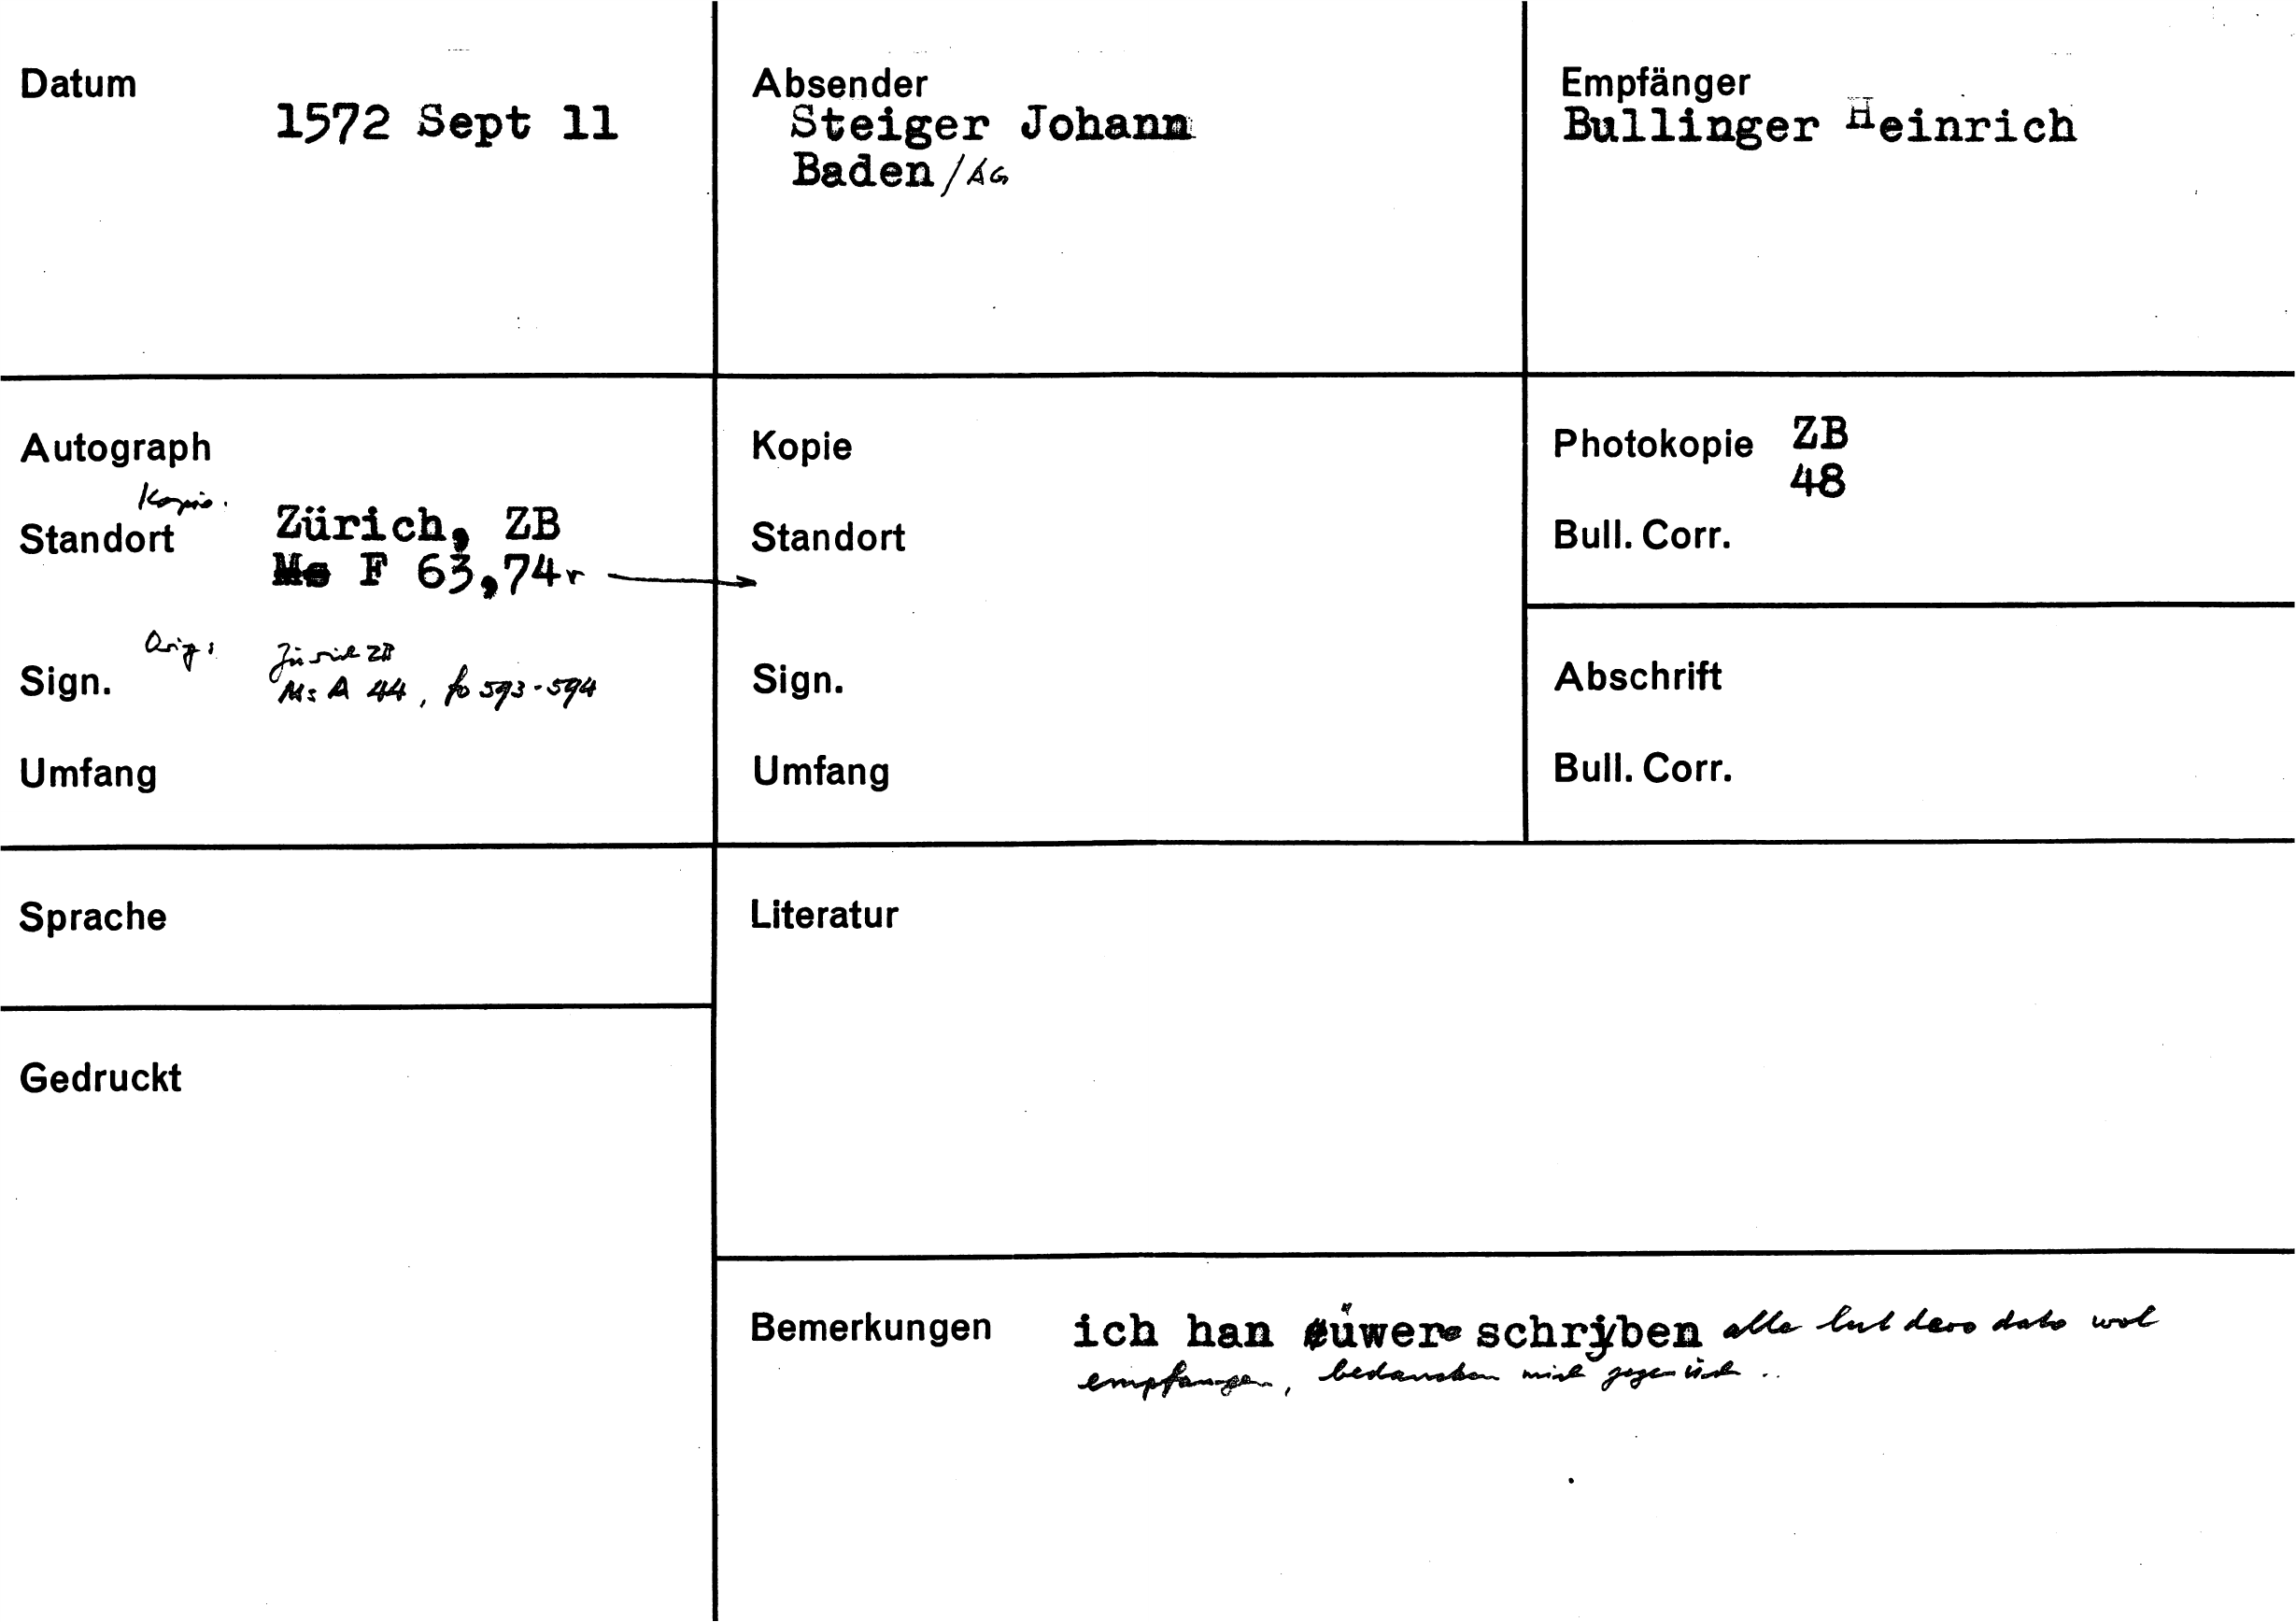 Datum
1572 Sept 11
Absender
Steiger Johann
Baden /AG
Empfänger
Bullinger Heinrich
Autograph
Kopie.
Standort Zürich, ZB
Ms F 63,74r
Orig:
Zürich ZB
Sign. Ms A 44, fo 593-594
Umfang
Kopie
Standort
Sign.
Umfang
Photokopie ZB
48
Bull. Corr.
Abschrift
Bull. Corr.
Sprache
Gedruckt
Literatur
Bemerkungen ich han üwere schryben alle lut dero dato wol
empfangen, bedancken mich gegen üch ..